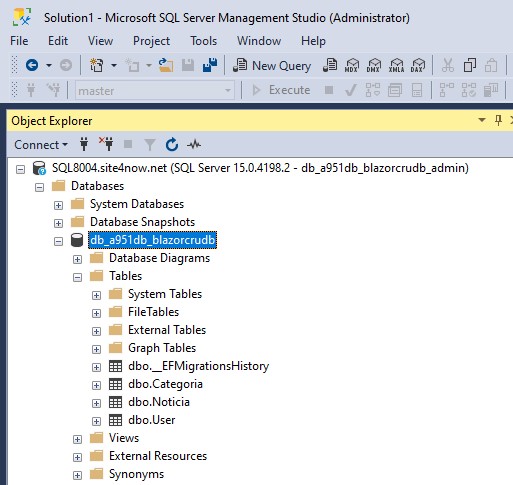 Solution1 - Microsoft SQL Server Management Studio (Administrator)
File Edit View Project Tools Window Help
New Query MDX DMX XMLA DAX
master Execute
Object Explorer
Connect
SQL8004.site4now.net (SQL Server 15.0.4198.2 - db_a951db_blazorcrudb_admin)
Databases
System Databases
Database Snapshots
db_a951db_blazorcrudb
Database Diagrams
Tables
System Tables
FileTables
External Tables
Graph Tables
dbo.__EFMigrationsHistory
dbo.Categoria
dbo.Noticia
dbo.User
Views
External Resources
Synonyms